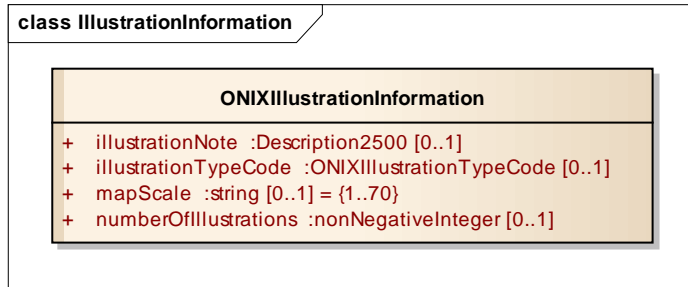 class IllustrationInformation
ONIXIllustrationInformation
+ illustrationNote :Description2500 [0..1]
+ illustrationTypeCode :ONIXIllustrationTypeCode [0..1]
+ mapScale :string [0..1] = {1..70}
+ numberOfIllustrations :nonNegativeInteger [0..1]